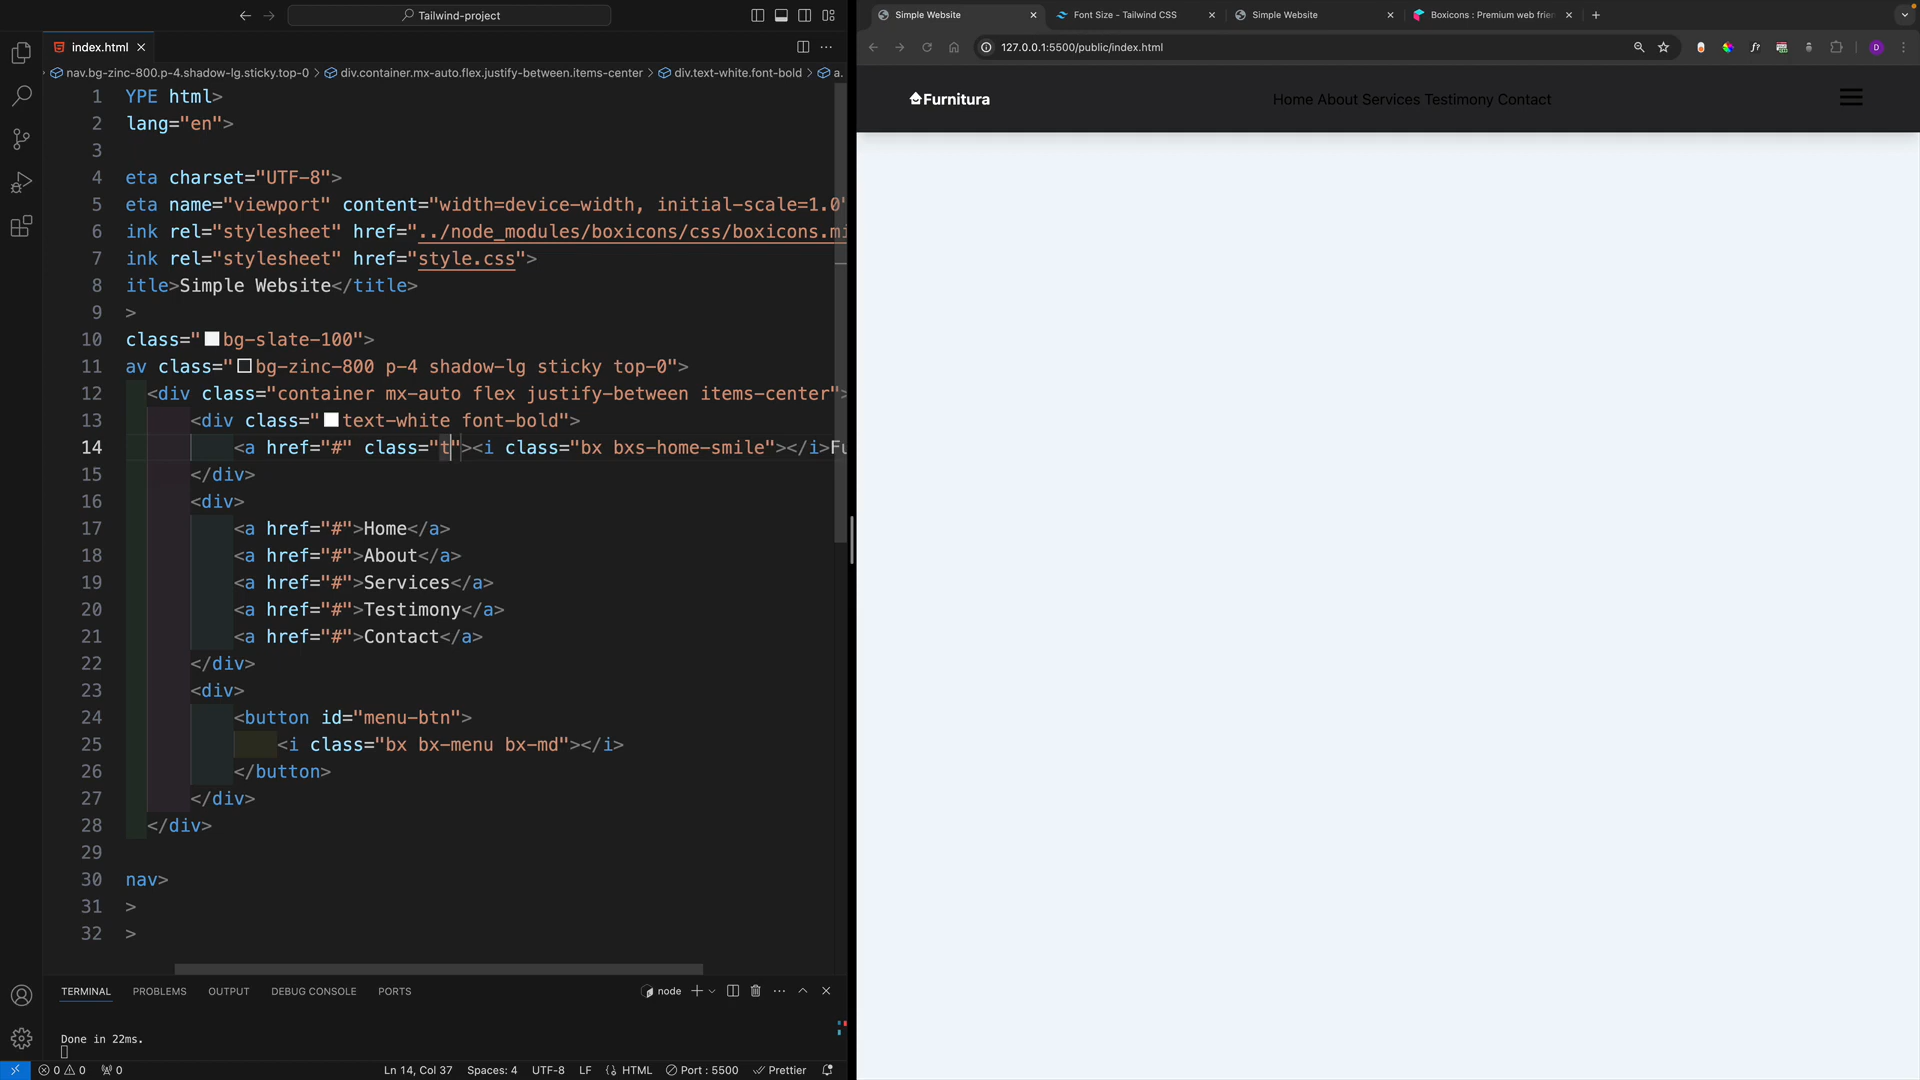 Tailwind-project
index.html
nav.bg-zinc-800.p-4.shadow-lg.sticky.top-0 > div.container.mx-auto.flex.justify-between.items-center > div.text-white.font-bold > a.
1 YPE html>
2 lang="en">
3
4 eta charset="UTF-8">
5 eta name="viewport" content="width=device-width, initial-scale=1.0"
6 ink rel="stylesheet" href="../node_modules/boxicons/css/boxicons.mi
7 ink rel="stylesheet" href="style.css">
8 itle>Simple Website</title>
9 >
10 class="bg-slate-100">
11 av class="bg-zinc-800 p-4 shadow-lg sticky top-0">
12 <div class="container mx-auto flex justify-between items-center">
13 <div class="text-white font-bold">
14 <a href="#" class="t"><i class="bx bxs-home-smile"></i>Fu
15 </div>
16 <div>
17 <a href="#">Home</a>
18 <a href="#">About</a>
19 <a href="#">Services</a>
20 <a href="#">Testimony</a>
21 <a href="#">Contact</a>
22 </div>
23 <div>
24 <button id="menu-btn">
25 <i class="bx bx-menu bx-md"></i>
26 </button>
27 </div>
28 </div>
29
30 nav>
31 >
32 >
TERMINAL PROBLEMS OUTPUT DEBUG CONSOLE PORTS node
Done in 22ms.
0 0 0 Ln 14, Col 37 Spaces: 4 UTF-8 LF HTML Port : 5500 Prettier
Simple Website Font Size - Tailwind CSS Simple Website Boxicons : Premium web frien
127.0.0.1:5500/public/index.html D
Furnitura Home About Services Testimony Contact